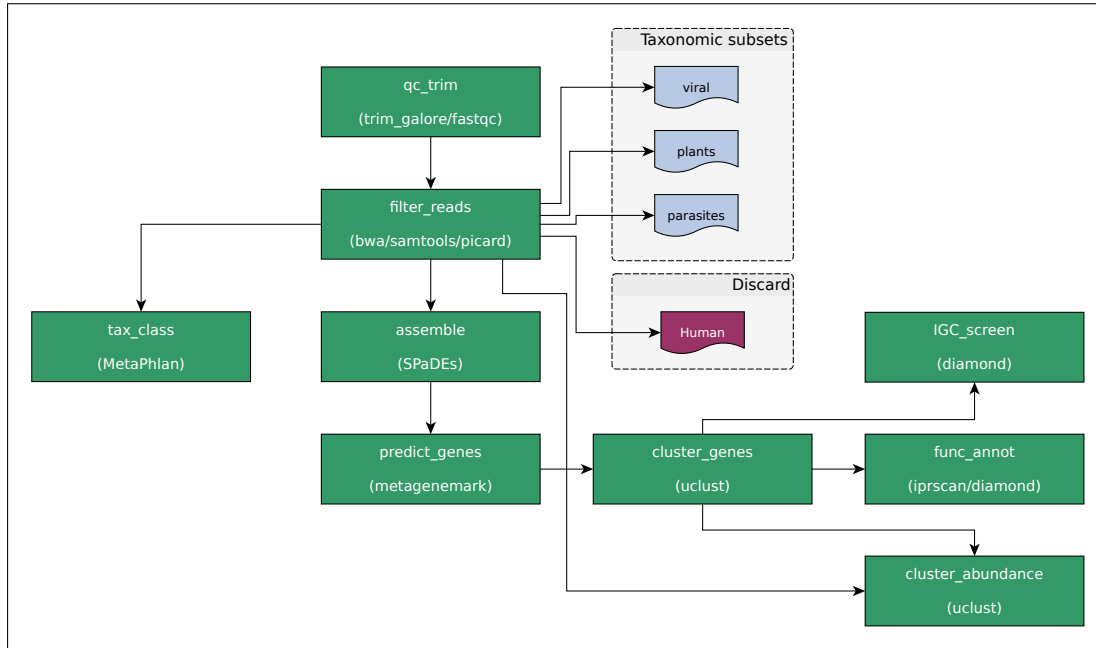 Taxonomic subsets
qc_trim
(trim_galore/fastqc)
viral
plants
filter_reads
(bwa/samtools/picard)
parasites
Discard
tax_class
(MetaPhlan)
assemble
(SPaDEs)
Human
IGC_screen
(diamond)
predict_genes
(metagenemark)
cluster_genes
(uclust)
func_annot
(iprscan/diamond)
cluster_abundance
(uclust)